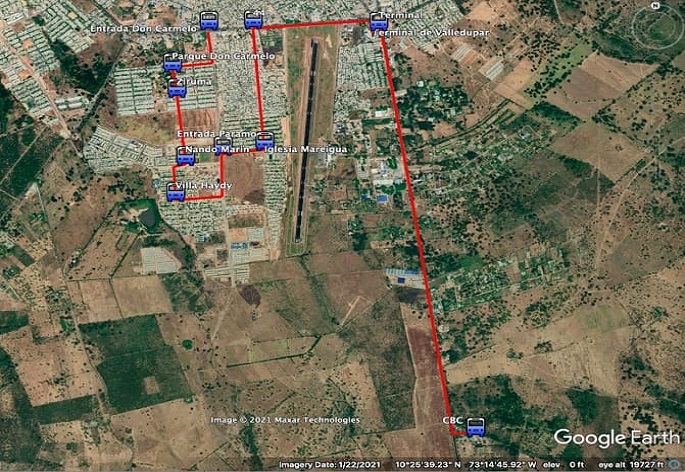 N
44
Terminal
Entrada Don Carmelo
Terminal de Valledupar
Parque Don Carmelo
Ziruma
Entrada Paramo
Nando Marin
Iglesia Mareigua
Villa Haydy
CBC
Image © 2021 Maxar Technologies
Google Earth
Imagery Date: 1/22/2021 10°25'39.23" N 73°14'45.92" W elev 0 ft eye alt 19727 ft